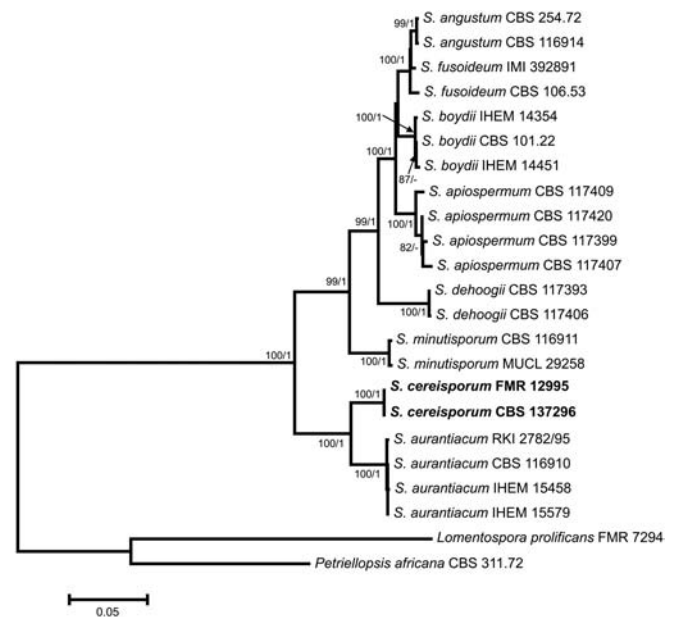 99/1
S. angustum CBS 254.72
S. angustum CBS 116914
100/1
S. fusoideum IMI 392891
S. fusoideum CBS 106.53
100/1
S. boydii IHEM 14354
100/1
S. boydii CBS 101.22
S. boydii IHEM 14451
87/-
S. apiospermum CBS 117409
99/1
100/1
S. apiospermum CBS 117420
82/-
S. apiospermum CBS 117399
S. apiospermum CBS 117407
99/1
S. dehoogii CBS 117393
100/1
S. dehoogii CBS 117406
S. minutisporum CBS 116911
100/1
100/1
S. minutisporum MUCL 29258
S. cereisporum FMR 12995
100/1
S. cereisporum CBS 137296
100/1
S. aurantiacum RKI 2782/95
S. aurantiacum CBS 116910
100/1
S. aurantiacum IHEM 15458
S. aurantiacum IHEM 15579
Lomentospora prolificans FMR 7294
Petriellopsis africana CBS 311.72
0.05